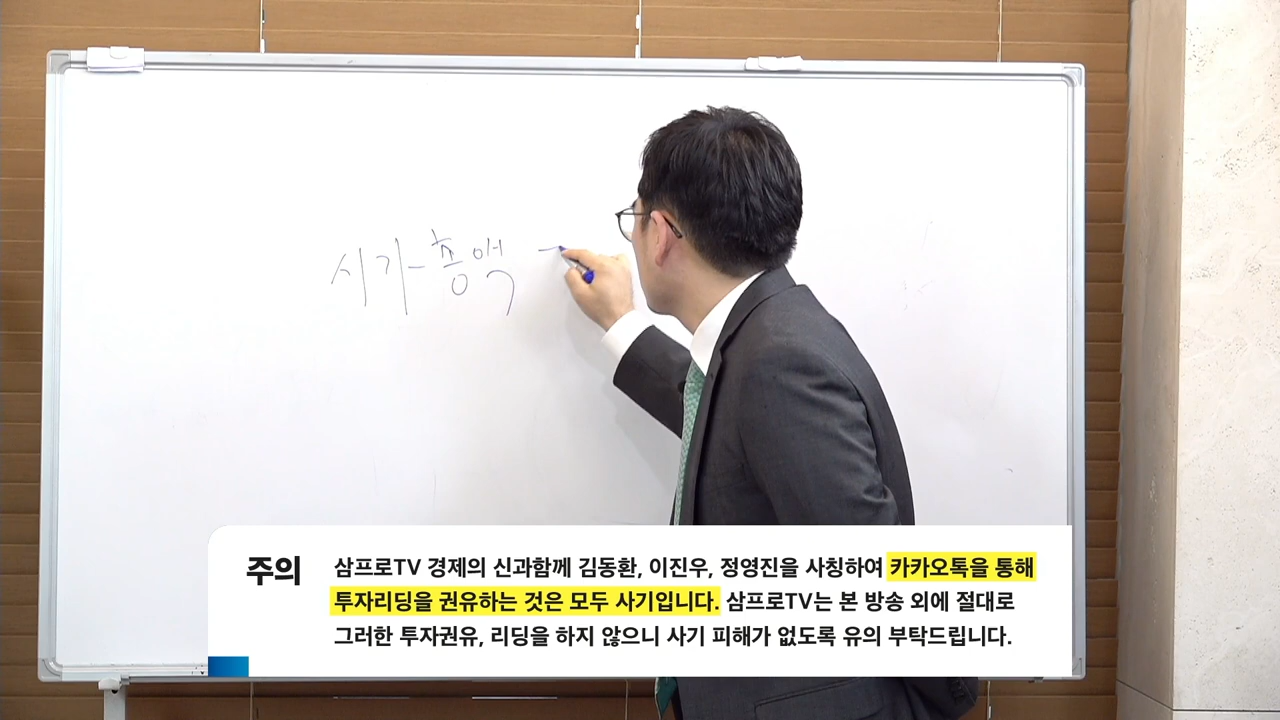 시가총액
주의
삼프로TV 경제의 신과함께 김동환, 이진우, 정영진을 사칭하여 카카오톡을 통해
투자리딩을 권유하는 것은 모두 사기입니다. 삼프로TV는 본 방송 외에 절대로
그러한 투자권유, 리딩을 하지 않으니 사기 피해가 없도록 유의 부탁드립니다.